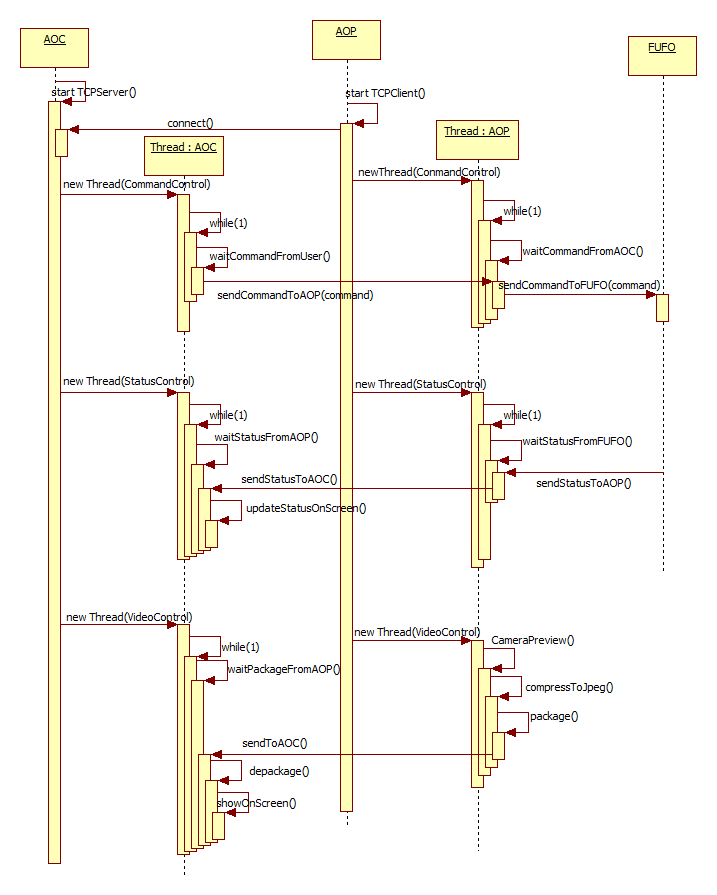 AOC
AOP
FUFO
start TCPServer()
start TCPClient()
connect()
Thread : AOC
Thread : AOP
new Thread(CommandControl)
newThread(ConmandControl)
while(1)
while(1)
waitCommandFromUser()
waitCommandFromAOC()
sendCommandToAOP(command)
sendCommandToFUFO(command)
new Thread(StatusControl)
new Thread(StatusControl)
while(1)
while(1)
waitStatusFromAOP()
waitStatusFromFUFO()
sendStatusToAOC()
sendStatusToAOP()
updateStatusOnScreen()
new Thread(VideoControl)
new Thread(VideoControl)
CameraPreview()
while(1)
waitPackageFromAOP()
compressToJpeg()
package()
sendToAOC()
depackage()
showOnScreen()